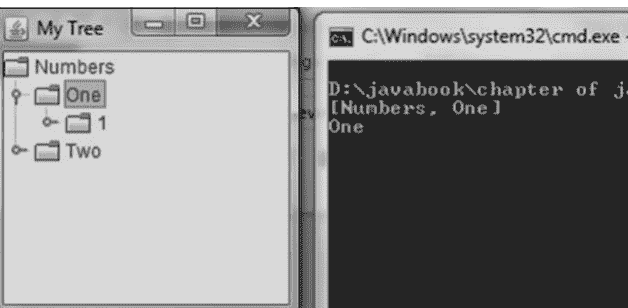 My Tree
Numbers
One
1
Two
C:\Windows\system32\cmd.exe
D:\javabook\chapter of j
[Numbers, One]
One